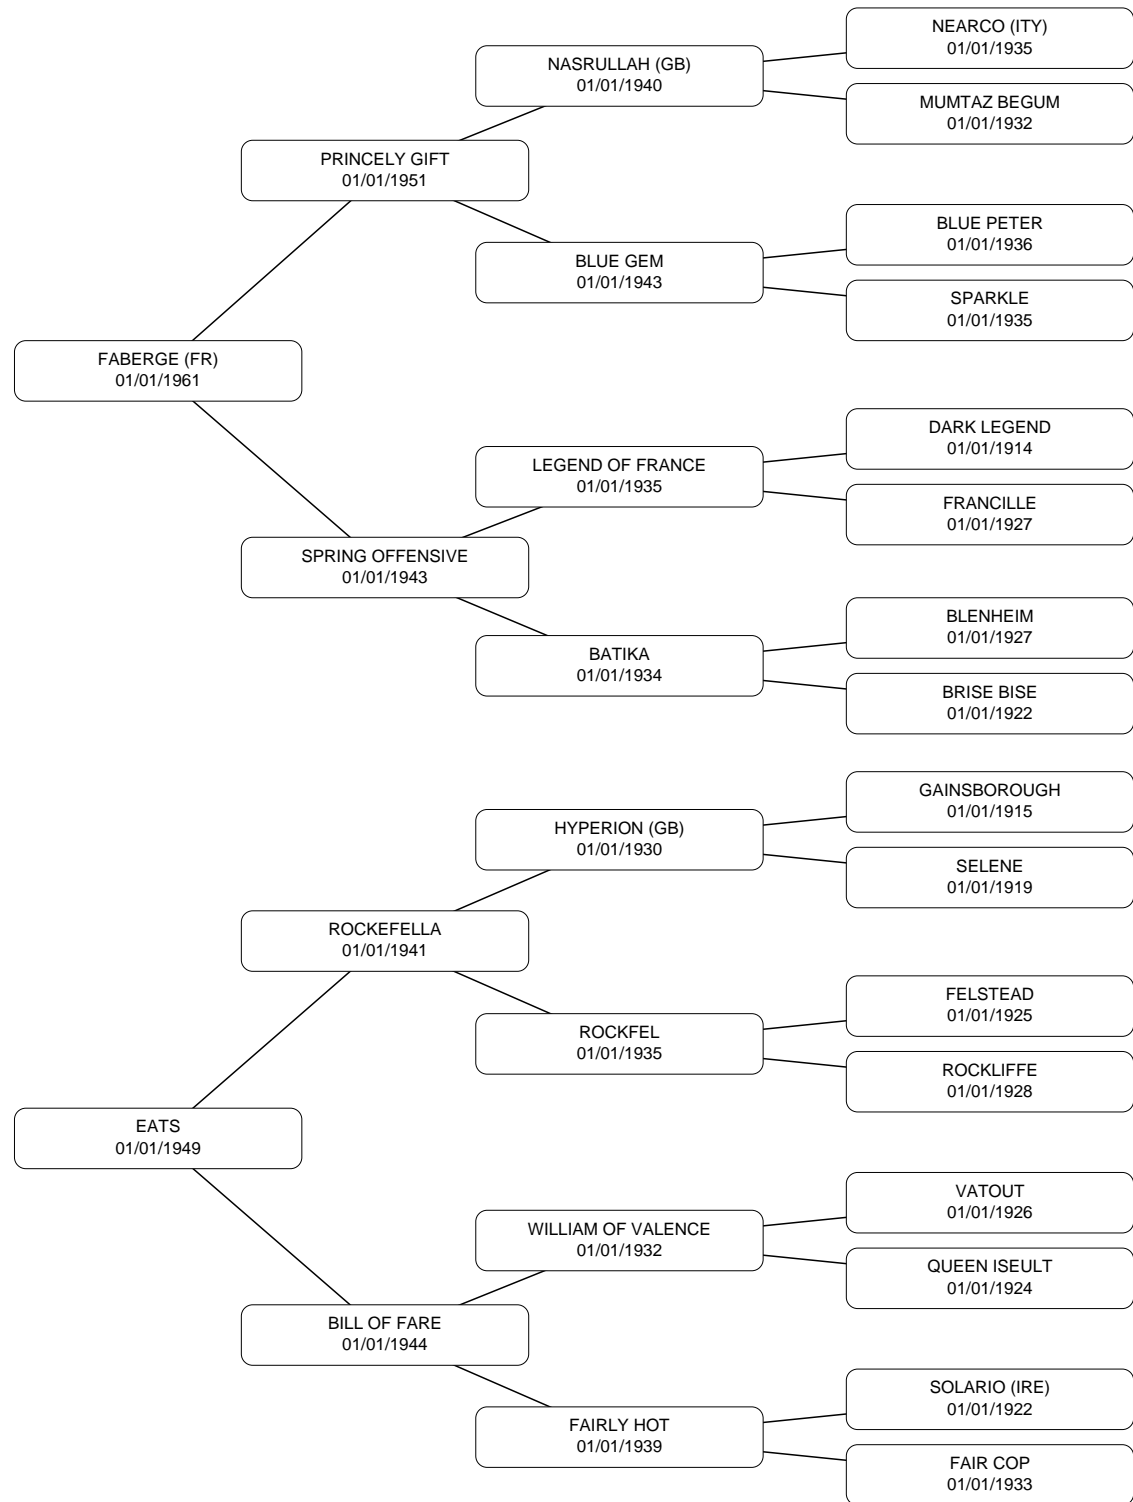 NEARCO (ITY)
01/01/1935
NASRULLAH (GB)
01/01/1940
MUMTAZ BEGUM
01/01/1932
PRINCELY GIFT
01/01/1951
BLUE PETER
01/01/1936
BLUE GEM
01/01/1943
SPARKLE
01/01/1935
FABERGE (FR)
01/01/1961
DARK LEGEND
01/01/1914
LEGEND OF FRANCE
01/01/1935
FRANCILLE
01/01/1927
SPRING OFFENSIVE
01/01/1943
BLENHEIM
01/01/1927
BATIKA
01/01/1934
BRISE BISE
01/01/1922
GAINSBOROUGH
01/01/1915
HYPERION (GB)
01/01/1930
SELENE
01/01/1919
ROCKEFELLA
01/01/1941
FELSTEAD
01/01/1925
ROCKFEL
01/01/1935
ROCKLIFFE
01/01/1928
EATS
01/01/1949
VATOUT
01/01/1926
WILLIAM OF VALENCE
01/01/1932
QUEEN ISEULT
01/01/1924
BILL OF FARE
01/01/1944
SOLARIO (IRE)
01/01/1922
FAIRLY HOT
01/01/1939
FAIR COP
01/01/1933